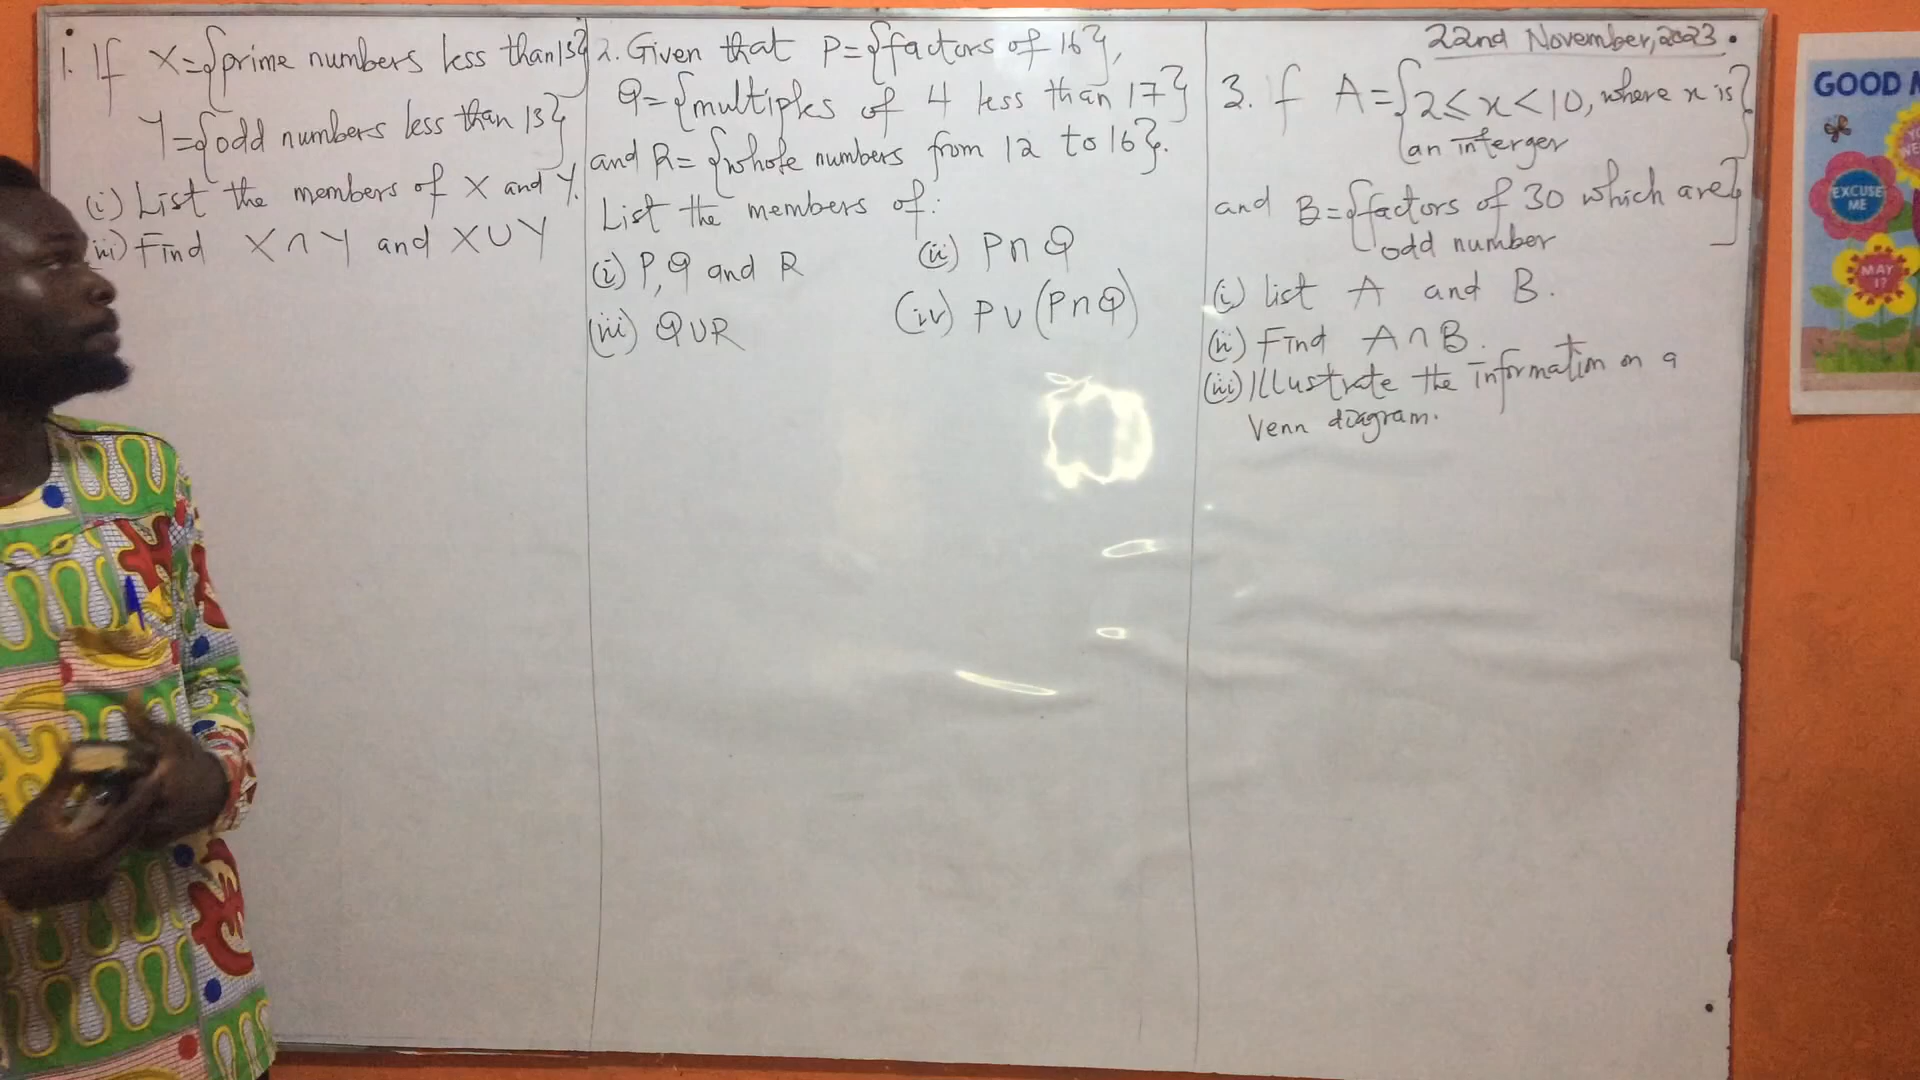 1. If X={prime numbers less than 13}
Y={odd numbers less than 13}
(i) List the members of X and Y.
(ii) Find X∩Y and X∪Y
2. Given that P={factors of 16},
Q={multiples of 4 less than 17}
and R={whole numbers from 12 to 16}.
List the members of:
(i) P, Q and R
(ii) P∩Q
(iii) Q∪R
(iv) P∪(P∩Q)
22nd November, 2023.
3. If A={2≤x<10, where x is
an interger}
and B={factors of 30 which are
odd number}
(i) list A and B.
(ii) Find A∩B.
(iii) Illustrate the information on a
Venn diagram.
GOOD
EXCUSE
ME
MAY
I?